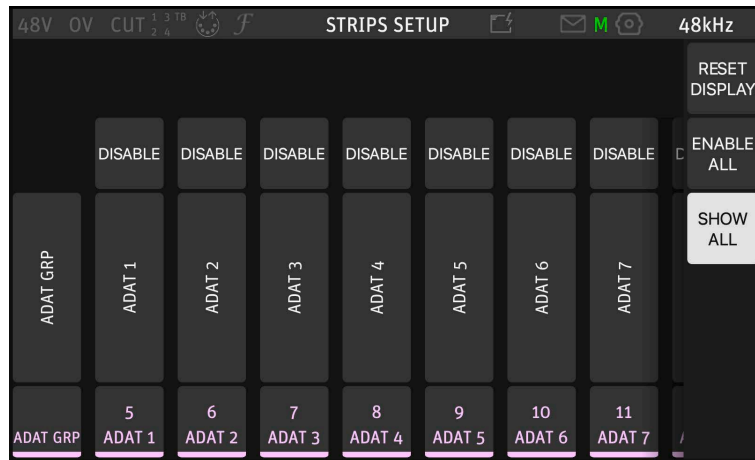 48V OV CUT 1 3 TB 2 4 F STRIPS SETUP M 48kHz
RESET
DISPLAY
DISABLE DISABLE DISABLE DISABLE DISABLE DISABLE DISABLE D
ENABLE
ALL
SHOW
ALL
ADAT GRP ADAT 1 ADAT 2 ADAT 3 ADAT 4 ADAT 5 ADAT 6 ADAT 7
5 6 7 8 9 10 11
ADAT GRP ADAT 1 ADAT 2 ADAT 3 ADAT 4 ADAT 5 ADAT 6 ADAT 7